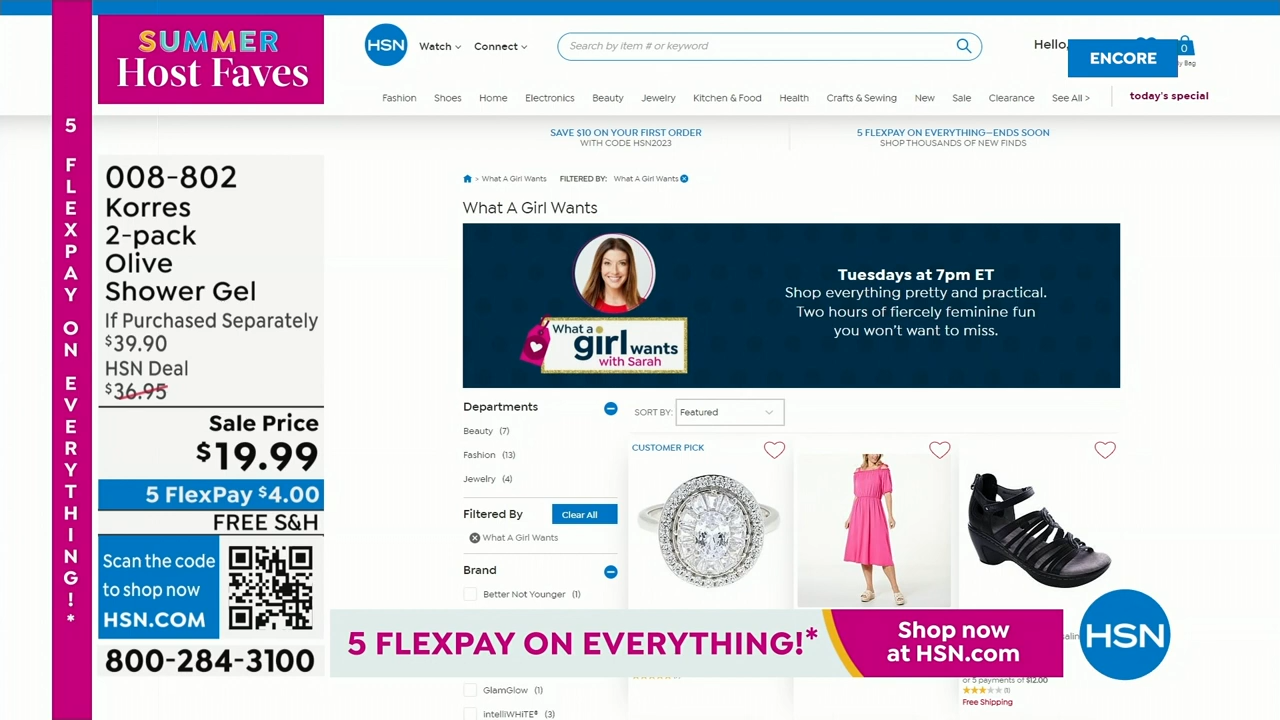 SUMMER
Host Faves
5 FLEXPAY ON EVERYTHING!*
008-802
Korres
2-pack
Olive
Shower Gel
If Purchased Separately
$39.90
HSN Deal
$36.95
Sale Price
$19.99
5 FlexPay $4.00
FREE S&H
Scan the code
to shop now
HSN.COM
800-284-3100
HSN
Watch
Connect
Search by item # or keyword
Hello,
ENCORE
0
Bag
Fashion Shoes Home Electronics Beauty Jewelry Kitchen & Food Health Crafts & Sewing New Sale Clearance See All > today's special
SAVE $10 ON YOUR FIRST ORDER
WITH CODE HSN2023
5 FLEXPAY ON EVERYTHING—ENDS SOON
SHOP THOUSANDS OF NEW FINDS
> What A Girl Wants FILTERED BY: What A Girl Wants
What A Girl Wants
What a
girl wants
with Sarah
Tuesdays at 7pm ET
Shop everything pretty and practical.
Two hours of fiercely feminine fun
you won't want to miss.
Departments
Beauty (7)
Fashion (13)
Jewelry (4)
Filtered By
Clear All
What A Girl Wants
Brand
Better Not Younger (1)
GlamGlow (1)
intelliWHiTE® (3)
SORT BY: Featured
CUSTOMER PICK
or 5 payments of $12.00
(1)
Free Shipping
5 FLEXPAY ON EVERYTHING!*
Shop now
at HSN.com
HSN